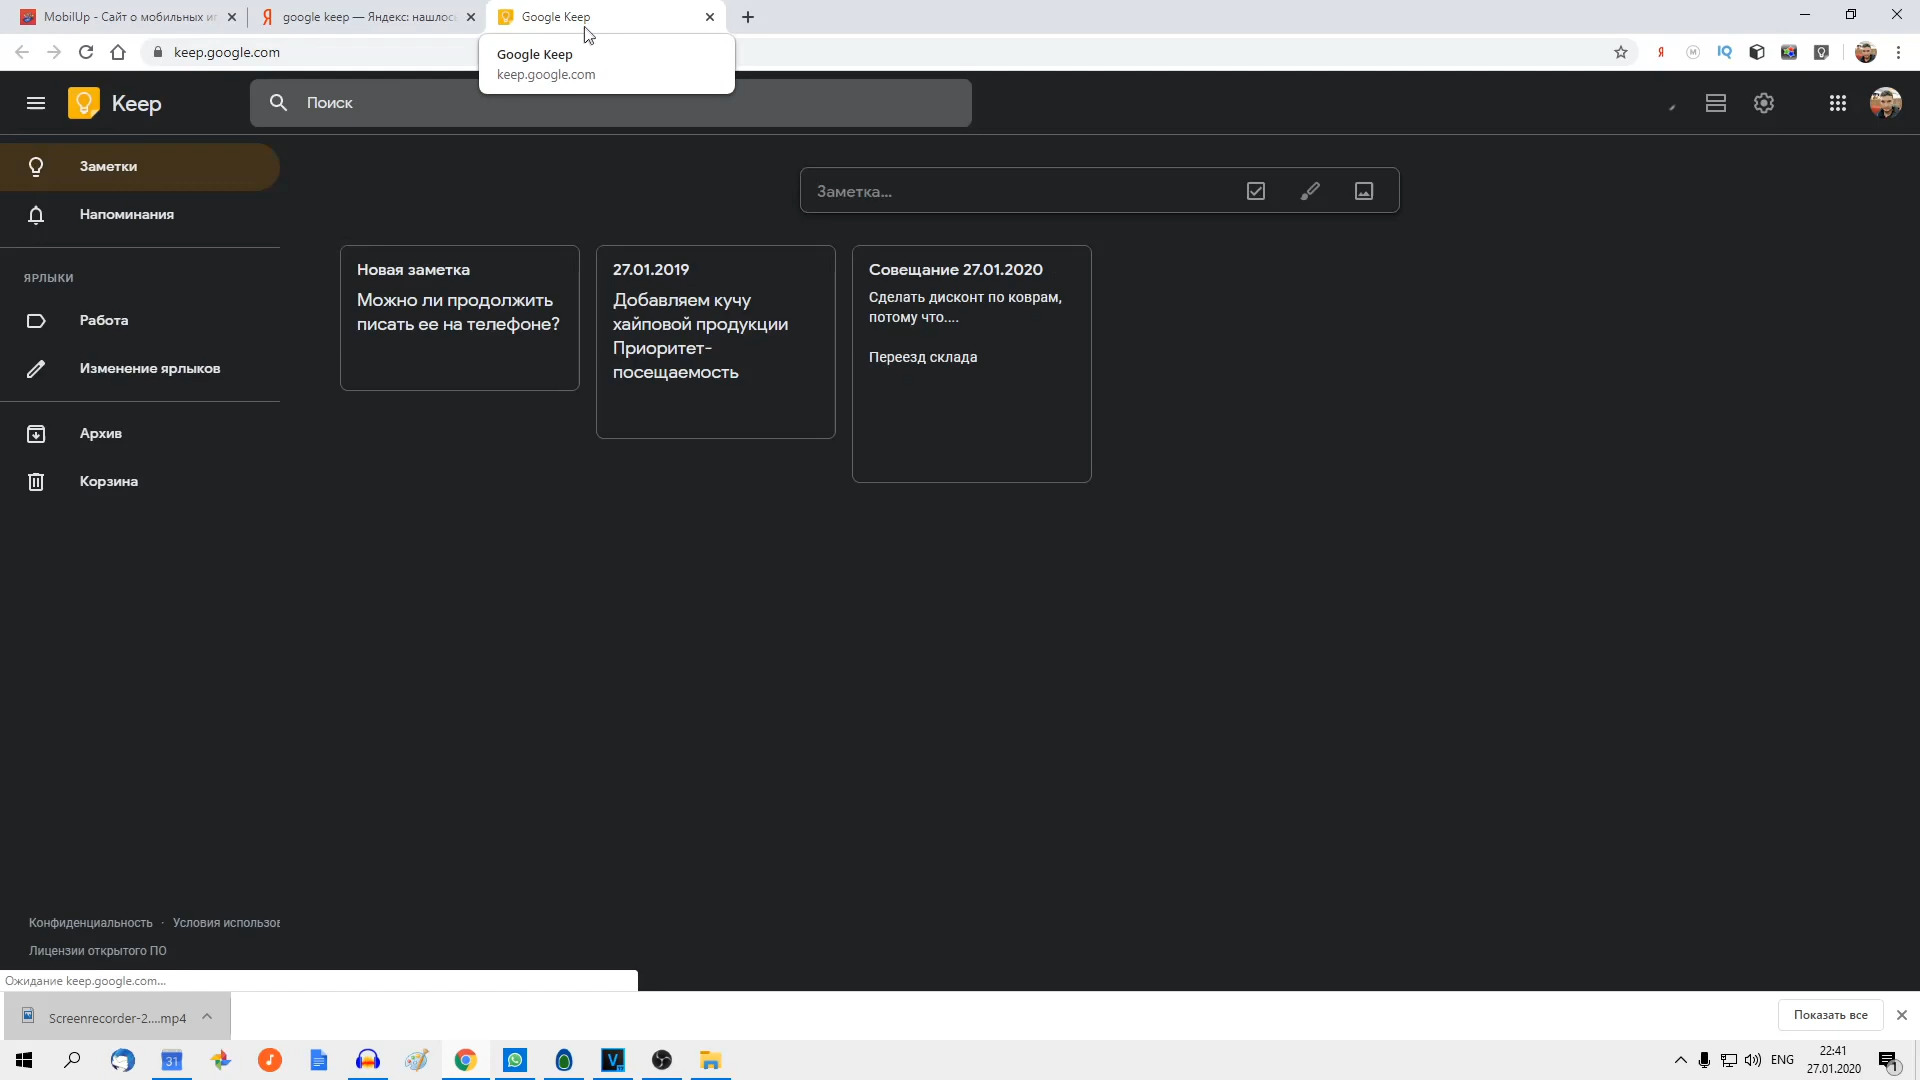 MobilUp - Сайт о мобильных иг
google keep — Яндекс: нашлось
Google Keep
keep.google.com
Google Keep
keep.google.com
Keep
Поиск
Заметки
Заметка...
Напоминания
ЯРЛЫКИ
Работа
Изменение ярлыков
Архив
Корзина
Новая заметка
Можно ли продолжить
писать ее на телефоне?
27.01.2019
Добавляем кучу
хайповой продукции
Приоритет-
посещаемость
Совещание 27.01.2020
Сделать дисконт по коврам,
потому что....
Переезд склада
Конфиденциальность · Условия использов
Лицензии открытого ПО
Ожидание keep.google.com...
Screenrecorder-2....mp4
Показать все
ENG
22:41
27.01.2020